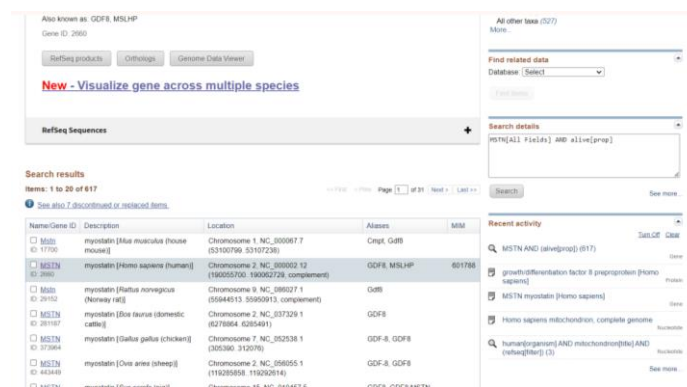 Also known as: GDF8, MSLHP
Gene ID: 2660
RefSeq products Orthologs Genome Data Viewer
New - Visualize gene across multiple species
RefSeq Sequences +
Search results
Items: 1 to 20 of 617
<< First < Prev Page 1 of 31 Next > Last >>
See also 7 discontinued or replaced items.
Name/Gene ID Description Location Aliases MIM
Mstn
ID: 17700 myostatin [Mus musculus (house mouse)] Chromosome 1, NC_000067.7 (53100799..53107238) Cmpt, Gdf8
MSTN
ID: 2660 myostatin [Homo sapiens (human)] Chromosome 2, NC_000002.12 (190055700..190062729, complement) GDF8, MSLHP 601788
Mstn
ID: 29152 myostatin [Rattus norvegicus (Norway rat)] Chromosome 9, NC_086027.1 (55944513..55950913, complement) Gdf8
MSTN
ID: 281187 myostatin [Bos taurus (domestic cattle)] Chromosome 2, NC_037329.1 (6278864..6285491) GDF8
MSTN
ID: 373964 myostatin [Gallus gallus (chicken)] Chromosome 7, NC_052538.1 (305390..312076) GDF-8, GDF8
MSTN
ID: 443449 myostatin [Ovis aries (sheep)] Chromosome 2, NC_056055.1 (119285858..119292614) GDF-8, GDF8
All other taxa (527)
More...
Find related data
Database: Select
Find items
Search details
MSTN[All Fields] AND alive[prop]
Search
See more...
Recent activity
Turn Off Clear
MSTN AND (alive[prop]) (617)
Gene
growth/differentiation factor 8 preproprotein [Homo sapiens]
Protein
MSTN myostatin [Homo sapiens]
Gene
Homo sapiens mitochondrion, complete genome
Nucleotide
human[organism] AND mitochondrion[title] AND (refseq[filter]) (3)
Nucleotide
See more...